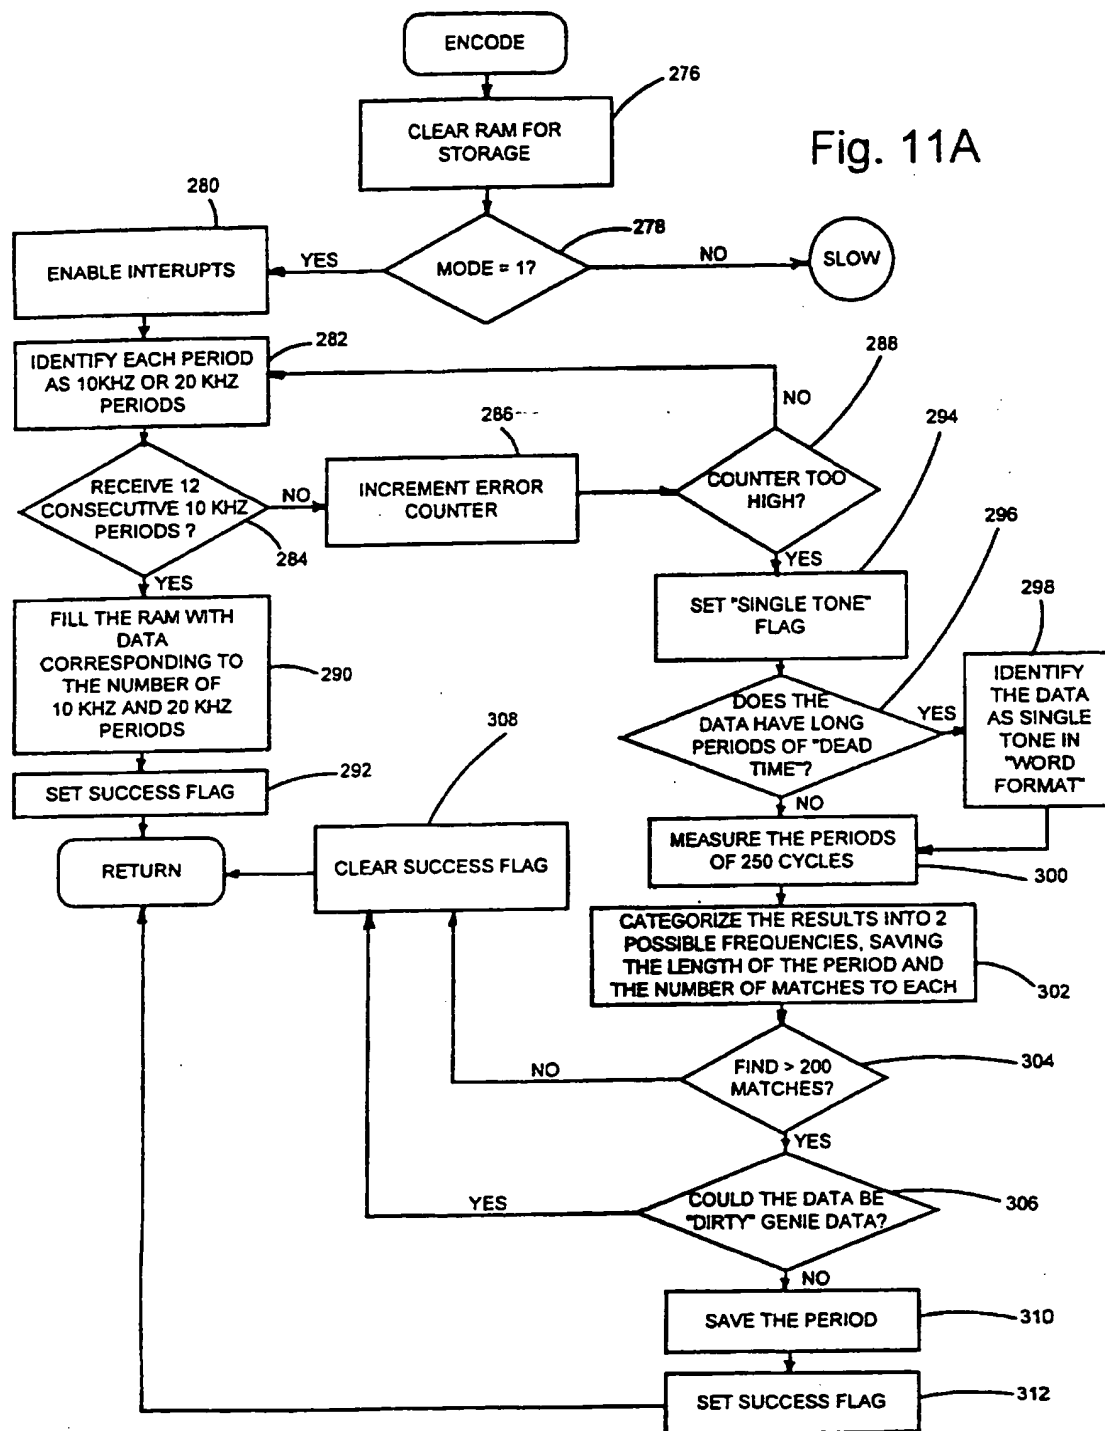 ENCODE
276
CLEAR RAM FOR
STORAGE
Fig. 11A
280
278
ENABLE INTERUPTS
YES
MODE = 1?
NO
SLOW
282
IDENTIFY EACH PERIOD
AS 10KHZ OR 20 KHZ
PERIODS
288
NO
286
294
RECEIVE 12
CONSECUTIVE 10 KHZ
PERIODS ?
NO
INCREMENT ERROR
COUNTER
COUNTER TOO
HIGH?
284
296
YES
YES
FILL THE RAM WITH
DATA
CORRESPONDING TO
THE NUMBER OF
10 KHZ AND 20 KHZ
PERIODS
290
SET "SINGLE TONE"
FLAG
298
IDENTIFY
THE DATA
AS SINGLE
TONE IN
"WORD
FORMAT"
DOES THE
DATA HAVE LONG
PERIODS OF "DEAD
TIME"?
YES
308
292
SET SUCCESS FLAG
NO
RETURN
CLEAR SUCCESS FLAG
MEASURE THE PERIODS
OF 250 CYCLES
300
CATEGORIZE THE RESULTS INTO 2
POSSIBLE FREQUENCIES, SAVING
THE LENGTH OF THE PERIOD AND
THE NUMBER OF MATCHES TO EACH
302
304
NO
FIND > 200
MATCHES?
YES
YES
COULD THE DATA BE
"DIRTY" GENIE DATA?
306
NO
SAVE THE PERIOD
310
SET SUCCESS FLAG
312